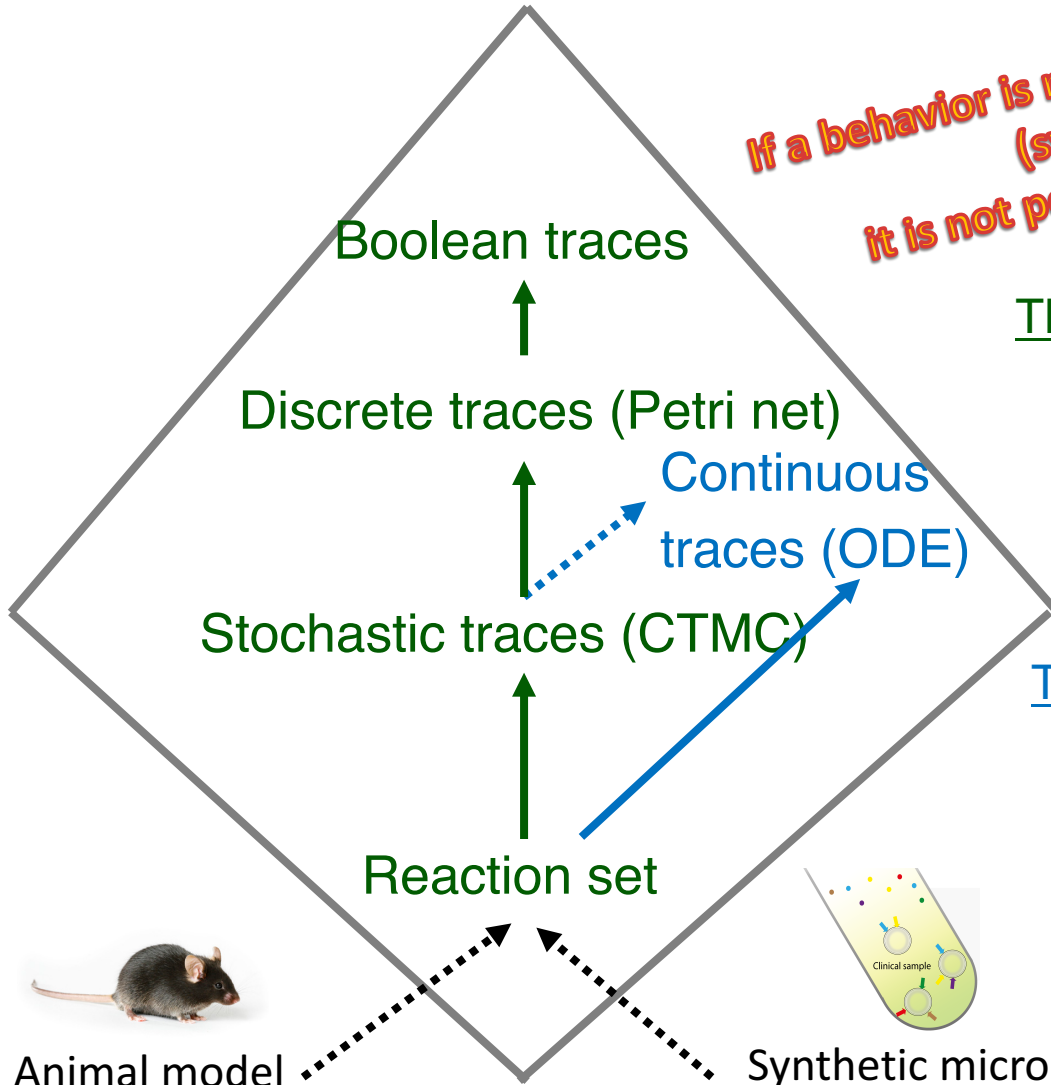 If a behavior is
(s
it is not
Boolean traces
Discrete traces (Petri net)
Continuous
traces (ODE)
Stochastic traces (CTMC)
T
Reaction set
Clinical sample
Animal model
Synthetic micro